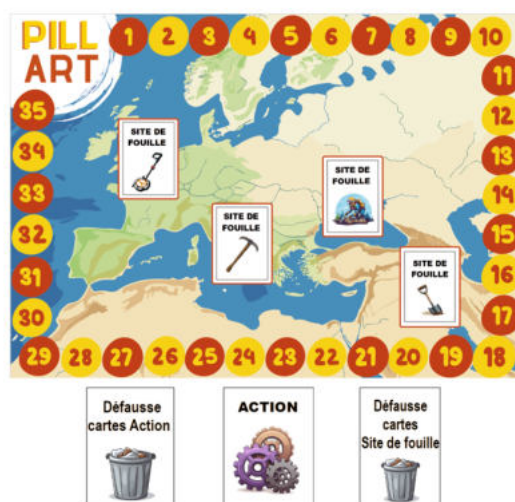 PILL
ART
1 2 3 4 5 6 7 8 9 10
11
35
12
34
13
SITE DE
FOUILLE
33
14
SITE DE
FOUILLE
32
15
SITE DE
FOUILLE
31
16
SITE DE
FOUILLE
30
17
29 28 27 26 25 24 23 22 21 20 19 18
Défausse
cartes Action
ACTION
Défausse
cartes
Site de fouille